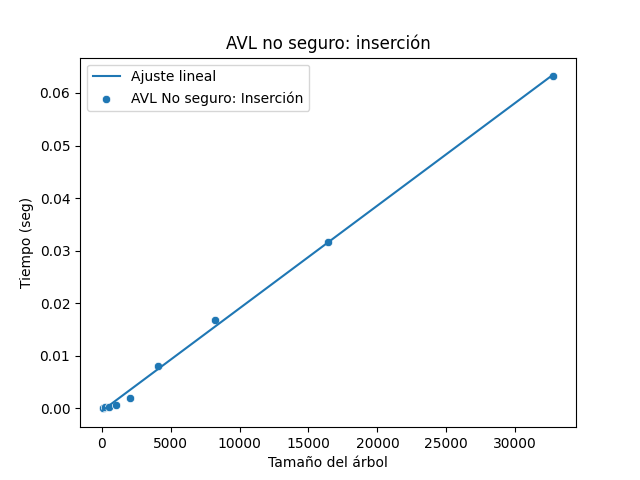 AVL no seguro: inserción
Ajuste lineal
AVL No seguro: Inserción
0.06
0.05
0.04
0.03
0.02
0.01
0.00
Tiempo (seg)
0 5000 10000 15000 20000 25000 30000
Tamaño del árbol